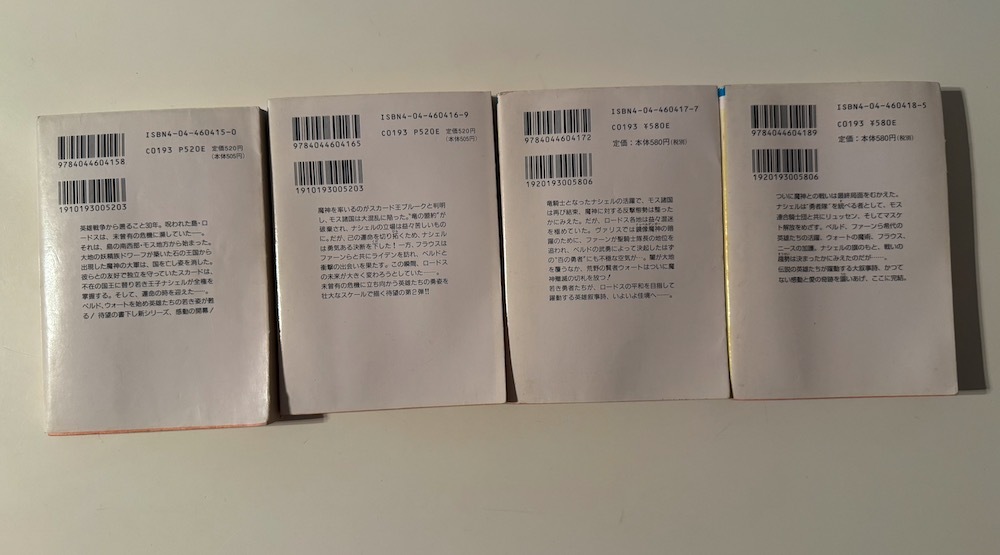 ISBN4-04-460415-0
9784044604158
C0193 P520E 定価520円
(本体505円)
1910193005203
英雄戦争から遡ること30年。呪われた島・ロ
ードスは、未曾有の危機に瀕していた──。
それは、島の南西部・モス地方から始まった。
大地の妖精族ドワーフが築いた石の王国から
出現した魔神の大軍は、国を亡し姿を消した。
彼らとの友好で独立を守っていたスカードは、
不在の国王に替り若き王子ナシェルが全権を
掌握する。そして、運命の時を迎えた──。
ベルド、ウォートを始め英雄たちの若き姿が甦
る! 待望の書下し新シリーズ、感動の開幕!
ISBN4-04-460416-9
9784044604165
C0193 P520E 定価520円
(本体505円)
1910193005203
魔神を率いるのがスカード王ブルークと判明
し、モス諸国は大混乱に陥った。"竜の盟約"が
破棄され、ナシェルの立場は益々苦しいもの
に。だが、己の運命を切り拓くため、ナシェル
は勇気ある決断を下した! 一方、フラウスは
ファーンらと共にライデンを訪れ、ベルドと
衝撃の出会いを果たす。この瞬間、ロードス
の未来が大きく変わろうとしていた──。
未曾有の危機に立ち向かう英雄たちの勇姿を
壮大なスケールで描く待望の第2弾!!
ISBN4-04-460417-7
9784044604172
C0193 ¥580E
定価:本体580円(税別)
1920193005806
竜騎士となったナシェルの活躍で、モス諸国
は再び結束、魔神に対する反撃態勢は整った
かにみえた。だが、ロードス各地は益々混迷
を極めていた。ヴァリスでは鏡像魔神の暗
躍のために、ファーンが聖騎士隊長の地位を
追われ、ベルドの武勇によって決起したはず
の"百の勇者"にも不穏な空気が…。闇が大地
を覆うなか、荒野の賢者ウォートはついに魔
神殲滅の切札を放つ!
若き勇者たちが、ロードスの平和を目指して
躍動する英雄叙事詩、いよいよ佳境へ──。
ISBN4-04-460418-5
9784044604189
C0193 ¥580E
定価:本体580円(税別)
1920193005806
ついに魔神との戦いは最終局面をむかえた。
ナシェルは"勇者隊"を統べる者として、モス
連合騎士団と共にリュッセン、そしてマスケ
ト解放をめざす。ベルド、ファーンら希代の
英雄たちの活躍、ウォートの魔術、フラウス、
ニースの加護。ナシェルの旗のもと、戦いの
趨勢は決まったかにみえたのだが──。
伝説の英雄たちが躍動する大叙事詩、かつて
ない感動と愛の奇跡を謳いあげ、ここに完結。